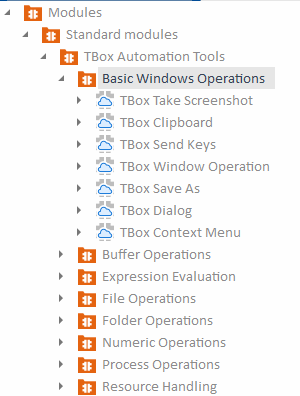 Modules
Standard modules
TBox Automation Tools
Basic Windows Operations
TBox Take Screenshot
TBox Clipboard
TBox Send Keys
TBox Window Operation
TBox Save As
TBox Dialog
TBox Context Menu
Buffer Operations
Expression Evaluation
File Operations
Folder Operations
Numeric Operations
Process Operations
Resource Handling